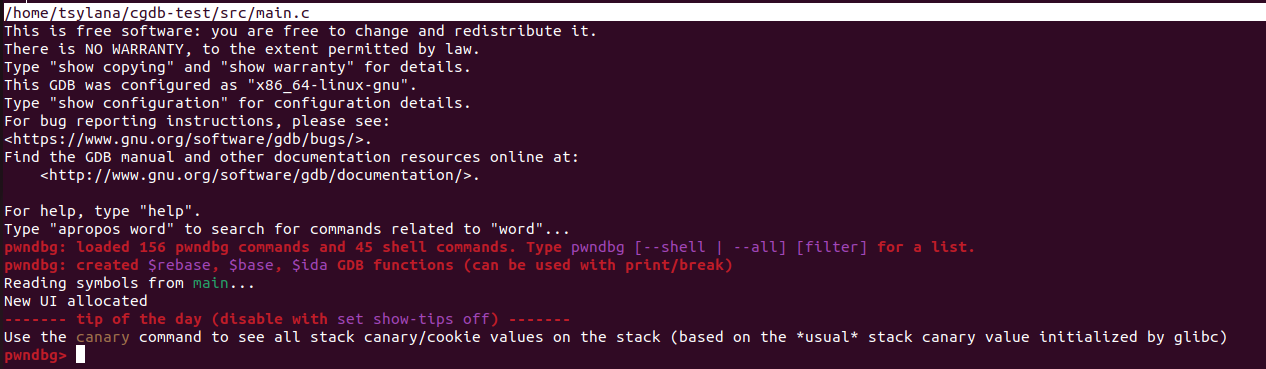 /home/tsylana/cgdb-test/src/main.c
This is free software: you are free to change and redistribute it.
There is NO WARRANTY, to the extent permitted by law.
Type "show copying" and "show warranty" for details.
This GDB was configured as "x86_64-linux-gnu".
Type "show configuration" for configuration details.
For bug reporting instructions, please see:
<https://www.gnu.org/software/gdb/bugs/>.
Find the GDB manual and other documentation resources online at:
    <http://www.gnu.org/software/gdb/documentation/>.

For help, type "help".
Type "apropos word" to search for commands related to "word"...
pwndbg: loaded 156 pwndbg commands and 45 shell commands. Type pwndbg [--shell | --all] [filter] for a list.
pwndbg: created $rebase, $base, $ida GDB functions (can be used with print/break)
Reading symbols from main...
New UI allocated
------- tip of the day (disable with set show-tips off) -------
Use the canary command to see all stack canary/cookie values on the stack (based on the *usual* stack canary value initialized by glibc)
pwndbg>